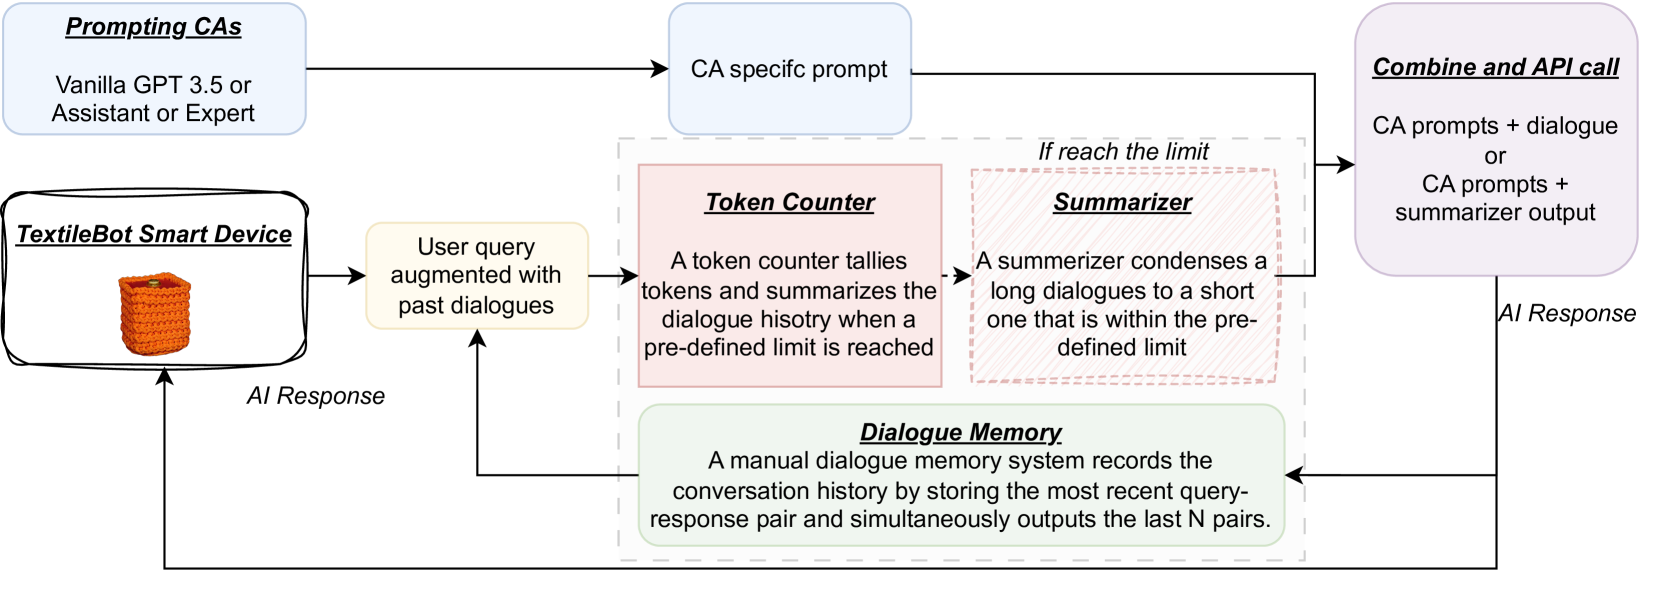 Prompting CAs
Vanilla GPT 3.5 or
Assistant or Expert
CA specifc prompt
Combine and API call
CA prompts + dialogue
or
CA prompts +
summarizer output
TextileBot Smart Device
User query
augmented with
past dialogues
Token Counter
A token counter tallies
tokens and summarizes the
dialogue hisotry when a
pre-defined limit is reached
If reach the limit
Summarizer
A summerizer condenses a
long dialogues to a short
one that is within the pre-
defined limit
AI Response
AI Response
Dialogue Memory
A manual dialogue memory system records the
conversation history by storing the most recent query-
response pair and simultaneously outputs the last N pairs.